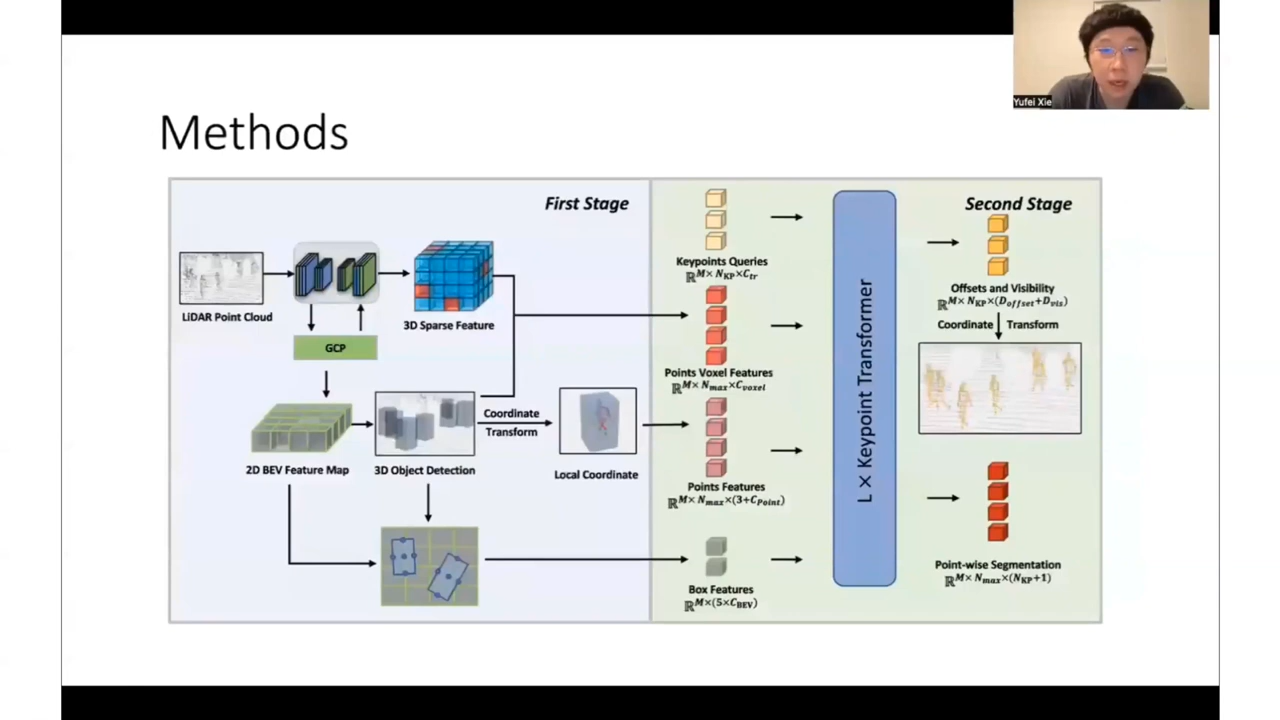 Yufei Xie
Methods
First Stage
Second Stage
LiDAR Point Cloud
3D Sparse Feature
GCP
2D BEV Feature Map
3D Object Detection
Coordinate
Transform
Local Coordinate
Keypoints Queries
ℝ^{M×N_{KP}×C_{tr}}
Points Voxel Features
ℝ^{M×N_{max}×C_{voxel}}
Points Features
ℝ^{M×N_{max}×(3+C_{Point})}
Box Features
ℝ^{M×(5×C_{BEV})}
L × Keypoint Transformer
Offsets and Visibility
ℝ^{M×N_{KP}×(D_{offset}+D_{vis})}
Coordinate Transform
Point-wise Segmentation
ℝ^{M×N_{max}×(N_{KP}+1)}